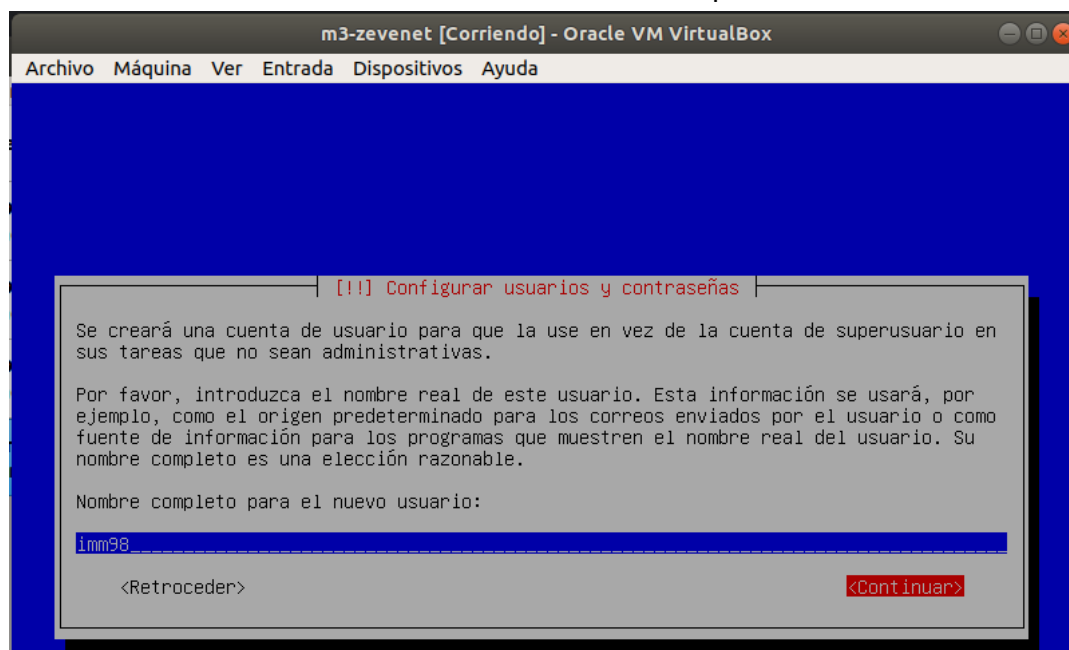 m3-zevenet [Corriendo] - Oracle VM VirtualBox
Archivo Máquina Ver Entrada Dispositivos Ayuda
[!!] Configurar usuarios y contraseñas
Se creará una cuenta de usuario para que la use en vez de la cuenta de superusuario en
sus tareas que no sean administrativas.
Por favor, introduzca el nombre real de este usuario. Esta información se usará, por
ejemplo, como el origen predeterminado para los correos enviados por el usuario o como
fuente de información para los programas que muestren el nombre real del usuario. Su
nombre completo es una elección razonable.
Nombre completo para el nuevo usuario:
imm98
<Retroceder> <Continuar>